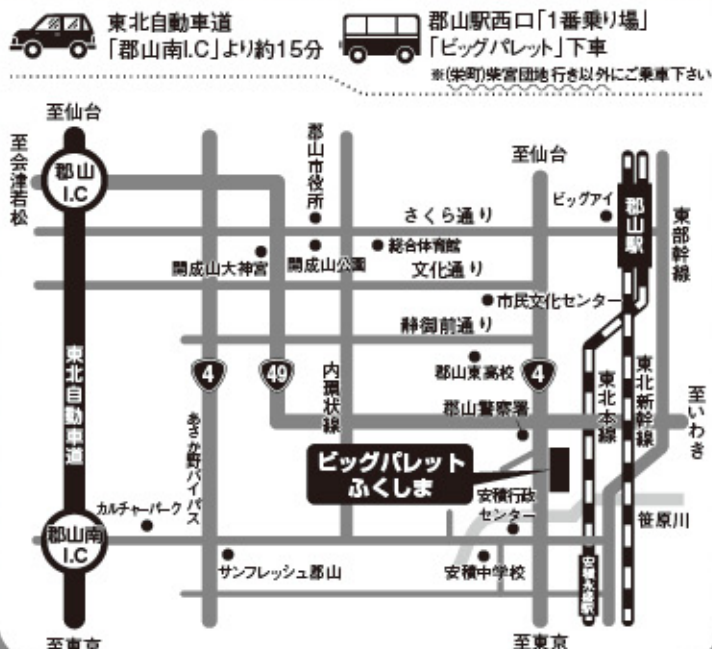 東北自動車道
「郡山南I.C」より約15分
郡山駅西口「1番乗り場」
「ビッグパレット」下車
※(栄町)柴宮団地行き以外にご乗車下さい
至仙台
至会津若松
郡山
I.C
郡山市役所
至仙台
ビッグアイ
郡山駅
東部幹線
さくら通り
総合体育館
開成山大神宮
開成山公園
文化通り
市民文化センター
静御前通り
郡山東高校
4
49
4
内環状線
東北自動車道
あさか野バイパス
東北本線
東北新幹線
至いわき
郡山警察署
ビッグパレット
ふくしま
カルチャーパーク
安積行政
センター
笹原川
郡山南
I.C
サンフレッシュ郡山
安積中学校
安積永盛駅
至東京
至東京